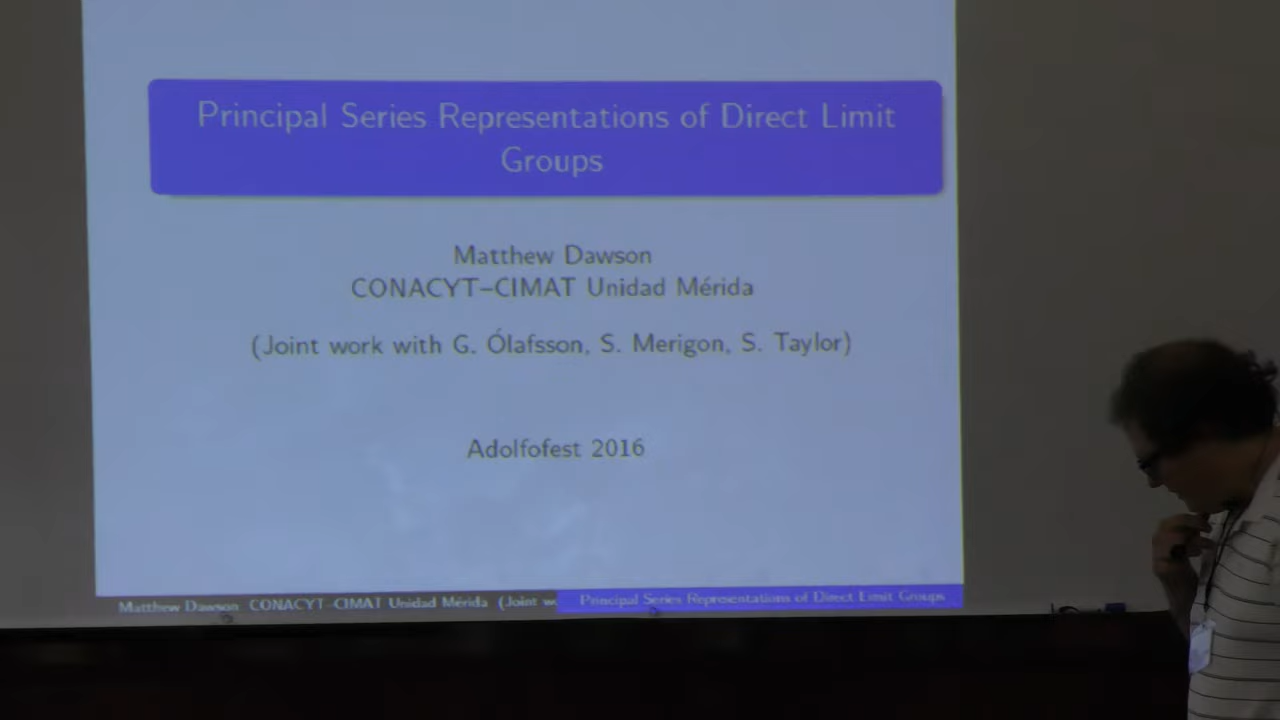 Principal Series Representations of Direct Limit
Groups
Matthew Dawson
CONACYT–CIMAT Unidad Mérida
(Joint work with G. Ólafsson, S. Merigon, S. Taylor)
Adolfofest 2016
Matthew Dawson CONACYT–CIMAT Unidad Mérida (Joint w
Principal Series Representations of Direct Limit Groups